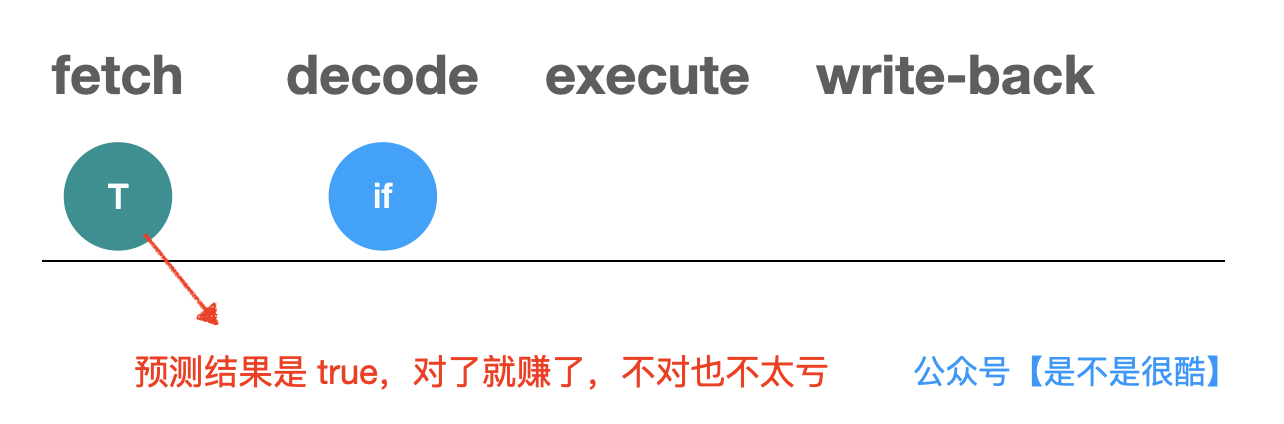 fetch decode execute write-back
T if
预测结果是 true，对了就赚了，不对也不太亏 公众号【是不是很酷】